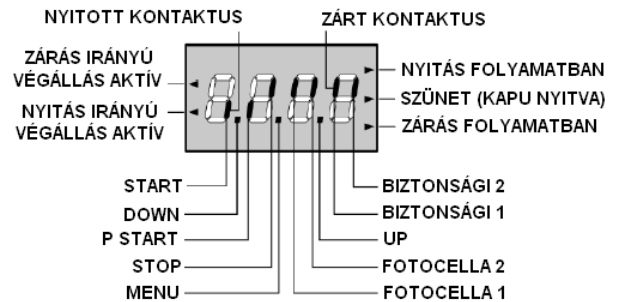 NYITOTT KONTAKTUS
ZÁRT KONTAKTUS
ZÁRÁS IRÁNYÚ
VÉGÁLLÁS AKTÍV
NYITÁS IRÁNYÚ
VÉGÁLLÁS AKTÍV
NYITÁS FOLYAMATBAN
SZÜNET (KAPU NYITVA)
ZÁRÁS FOLYAMATBAN
START
DOWN
P START
STOP
MENU
BIZTONSÁGI 2
BIZTONSÁGI 1
UP
FOTOCELLA 2
FOTOCELLA 1